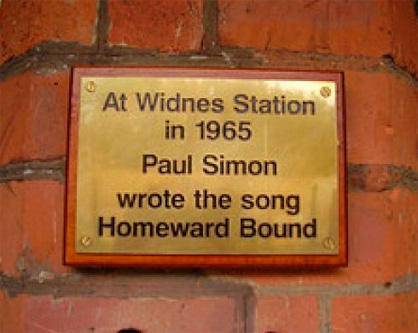 At Widnes Station
in 1965
Paul Simon
wrote the song
Homeward Bound